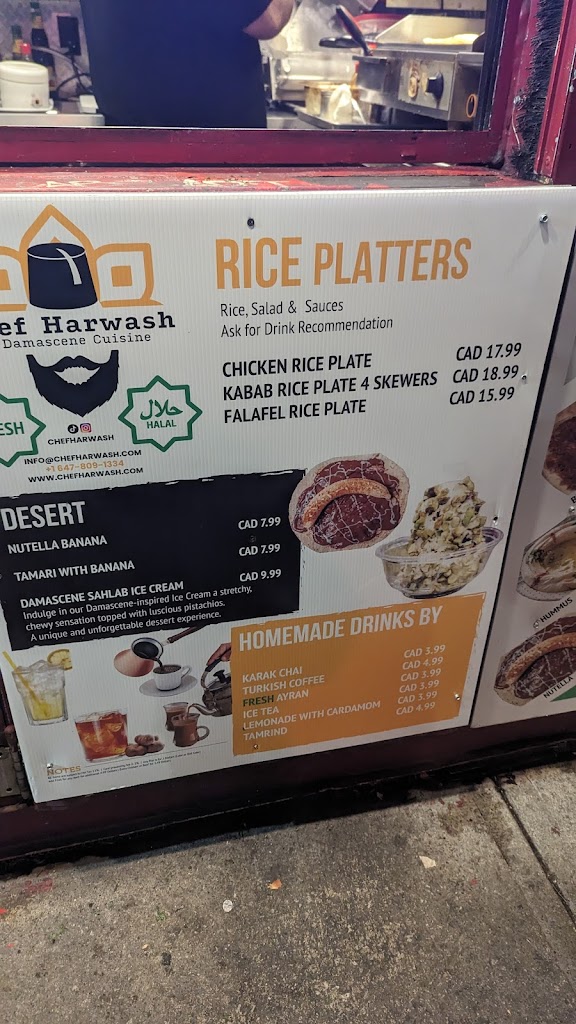 ef Harwash
Damascene Cuisine
ESH
حلال
HALAL
CHEFHARWASH
INFO@CHEFHARWASH.COM
+1 647-809-1334
WWW.CHEFHARWASH.COM
RICE PLATTERS
Rice, Salad & Sauces
Ask for Drink Recommendation
CHICKEN RICE PLATE CAD 17.99
KABAB RICE PLATE 4 SKEWERS CAD 18.99
FALAFEL RICE PLATE CAD 15.99
DESERT
NUTELLA BANANA CAD 7.99
TAMARI WITH BANANA CAD 7.99
DAMASCENE SAHLAB ICE CREAM CAD 9.99
Indulge in our Damascene-inspired Ice Cream a stretchy,
chewy sensation topped with luscious pistachios.
A unique and unforgettable dessert experience.
HOMEMADE DRINKS BY
KARAK CHAI CAD 3.99
TURKISH COFFEE CAD 4.99
FRESH AYRAN CAD 3.99
ICE TEA CAD 3.99
LEMONADE WITH CARDAMOM CAD 3.99
TAMRIND CAD 4.99
NOTES
HUMMUS
NUTELLA